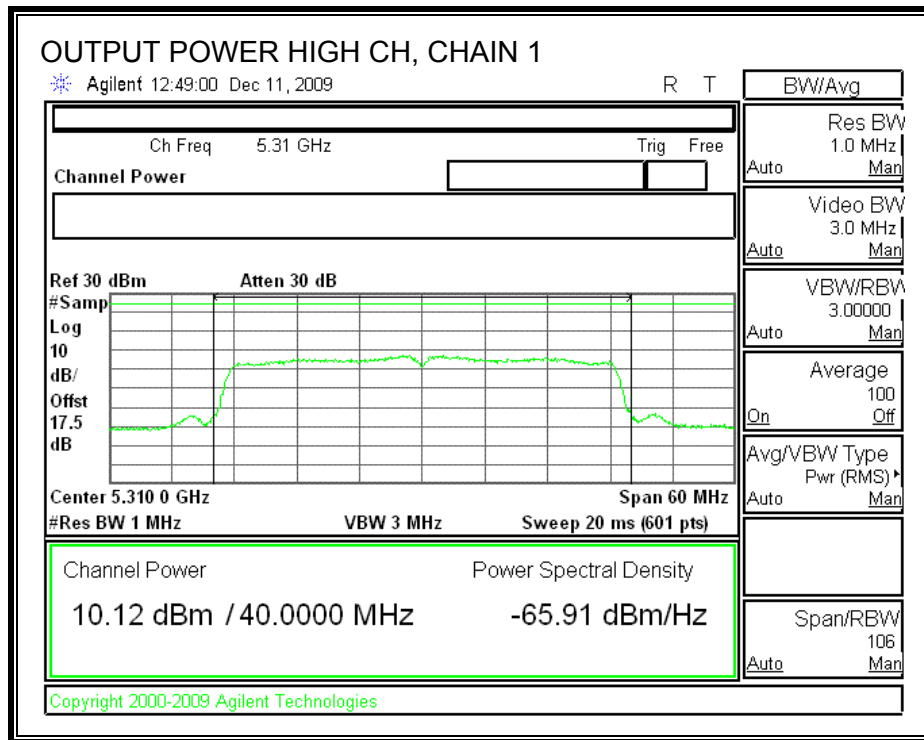 OUTPUT POWER HIGH CH, CHAIN 1
Agilent 12:49:00 Dec 11, 2009 R T
Ch Freq 5.31 GHz Trig Free
Channel Power
Ref 30 dBm Atten 30 dB
#Samp
Log
10
dB/
Offst
17.5
dB
Center 5.310 0 GHz Span 60 MHz
#Res BW 1 MHz VBW 3 MHz Sweep 20 ms (601 pts)
Channel Power Power Spectral Density
10.12 dBm / 40.0000 MHz -65.91 dBm/Hz
Copyright 2000-2009 Agilent Technologies
BW/Avg
Res BW
1.0 MHz
Auto Man
Video BW
3.0 MHz
Auto Man
VBW/RBW
3.00000
Auto Man
Average
100
On Off
Avg/VBW Type
Pwr (RMS)
Auto Man
Span/RBW
106
Auto Man